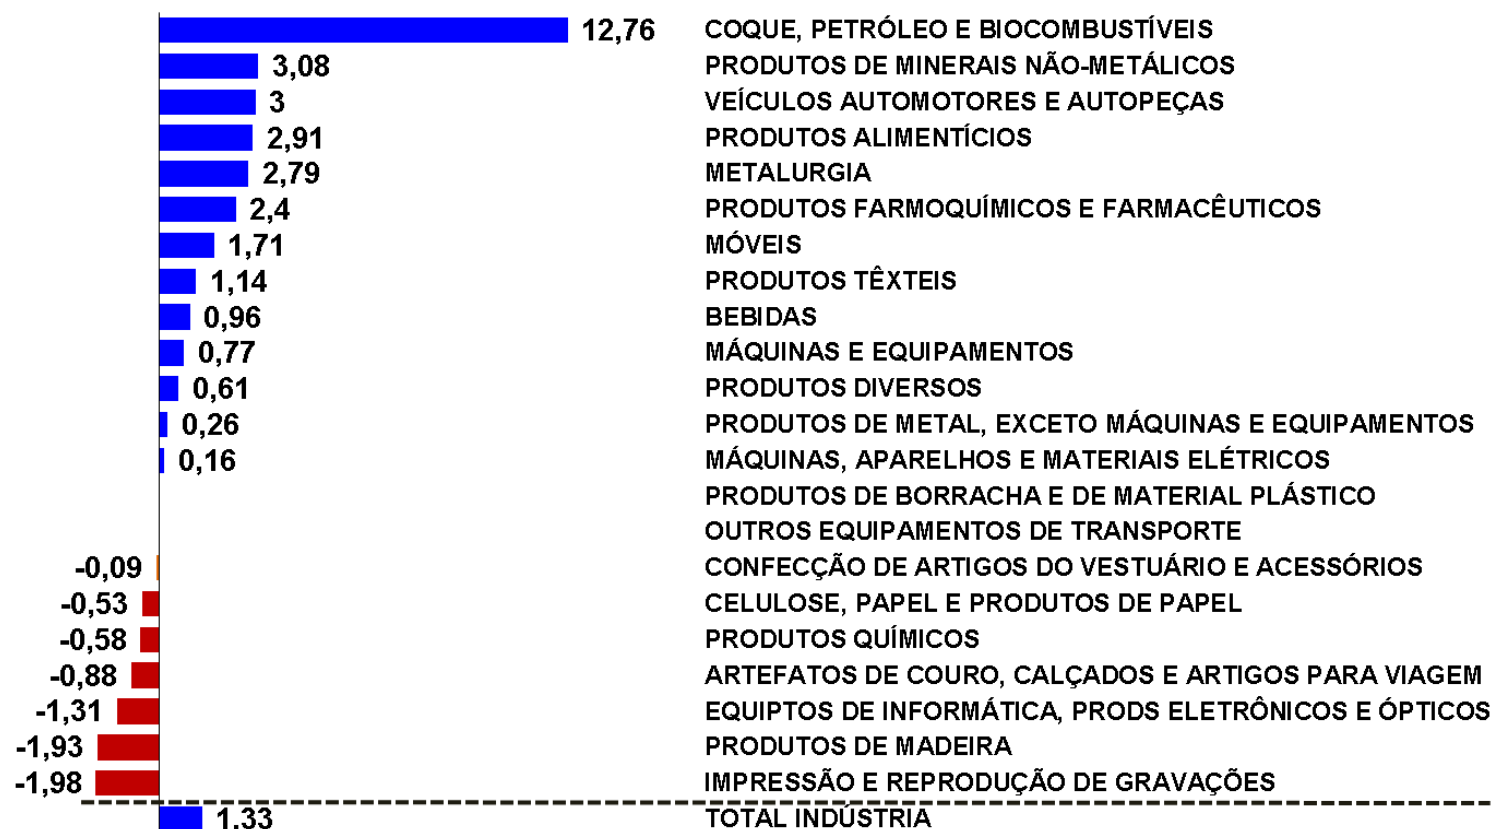 12,76 COQUE, PETRÓLEO E BIOCOMBUSTÍVEIS
3,08 PRODUTOS DE MINERAIS NÃO-METÁLICOS
3 VEÍCULOS AUTOMOTORES E AUTOPEÇAS
2,91 PRODUTOS ALIMENTÍCIOS
2,79 METALURGIA
2,4 PRODUTOS FARMOQUÍMICOS E FARMACÊUTICOS
1,71 MÓVEIS
1,14 PRODUTOS TÊXTEIS
0,96 BEBIDAS
0,77 MÁQUINAS E EQUIPAMENTOS
0,61 PRODUTOS DIVERSOS
0,26 PRODUTOS DE METAL, EXCETO MÁQUINAS E EQUIPAMENTOS
0,16 MÁQUINAS, APARELHOS E MATERIAIS ELÉTRICOS
PRODUTOS DE BORRACHA E DE MATERIAL PLÁSTICO
OUTROS EQUIPAMENTOS DE TRANSPORTE
-0,09 CONFECÇÃO DE ARTIGOS DO VESTUÁRIO E ACESSÓRIOS
-0,53 CELULOSE, PAPEL E PRODUTOS DE PAPEL
-0,58 PRODUTOS QUÍMICOS
-0,88 ARTEFATOS DE COURO, CALÇADOS E ARTIGOS PARA VIAGEM
-1,31 EQUIPTOS DE INFORMÁTICA, PRODS ELETRÔNICOS E ÓPTICOS
-1,93 PRODUTOS DE MADEIRA
-1,98 IMPRESSÃO E REPRODUÇÃO DE GRAVAÇÕES
1,33 TOTAL INDÚSTRIA